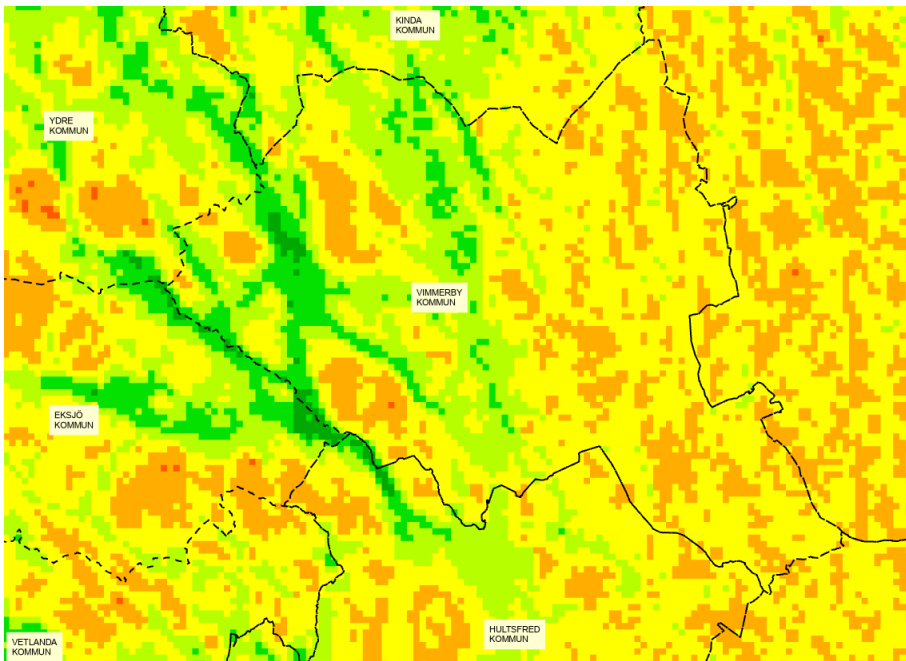 KINDA
KOMMUN
YDRE
KOMMUN
VIMMERBY
KOMMUN
EKSJÖ
KOMMUN
HULTSFRED
KOMMUN
VETLANDA
KOMMUN